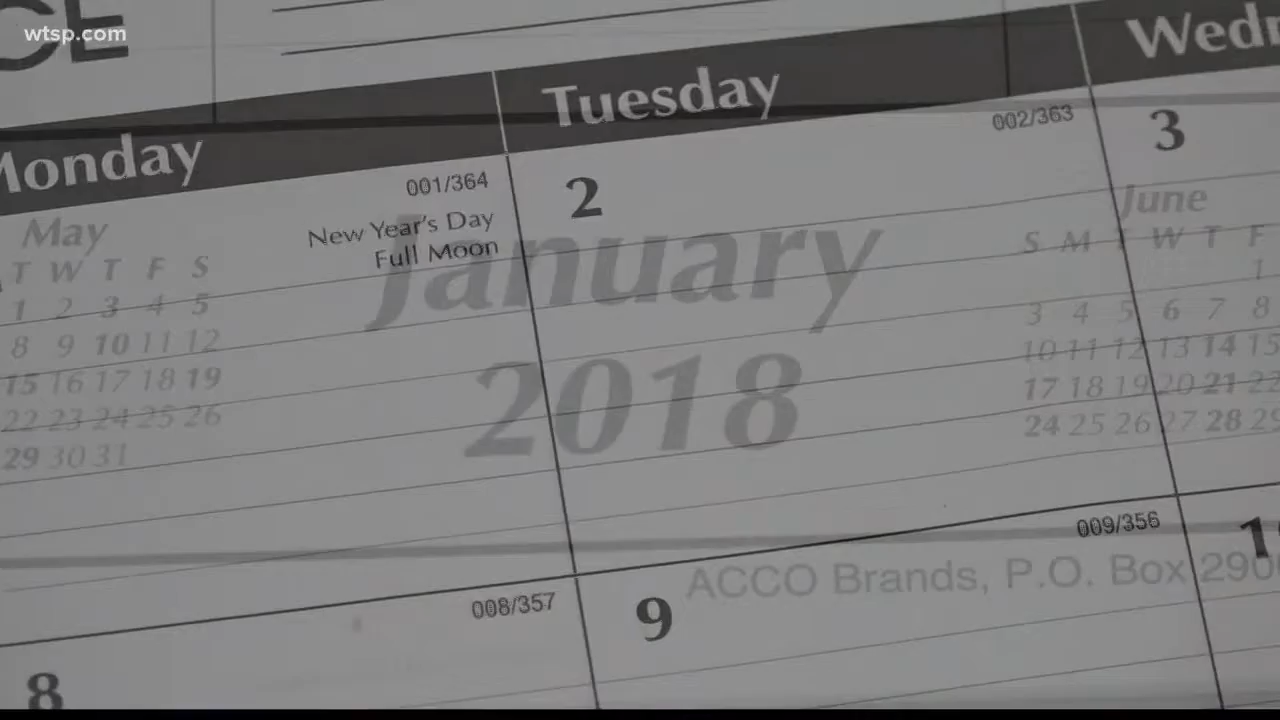 wtsp.com
CE
Monday
Tuesday
001/364
New Year's Day
Full Moon
2
002/363
3
May
T W T F S
1 2 3 4 5
8 9 10 11 12
15 16 17 18 19
22 23 24 25 26
29 30 31
January
2018
June
S M T W T F
1
3 4 5 6 7 8
10 11 12 13 14 15
17 18 19 20 21 22
24 25 26 27 28 29
008/357
8
9
009/356
ACCO Brands, P.O. Box 290